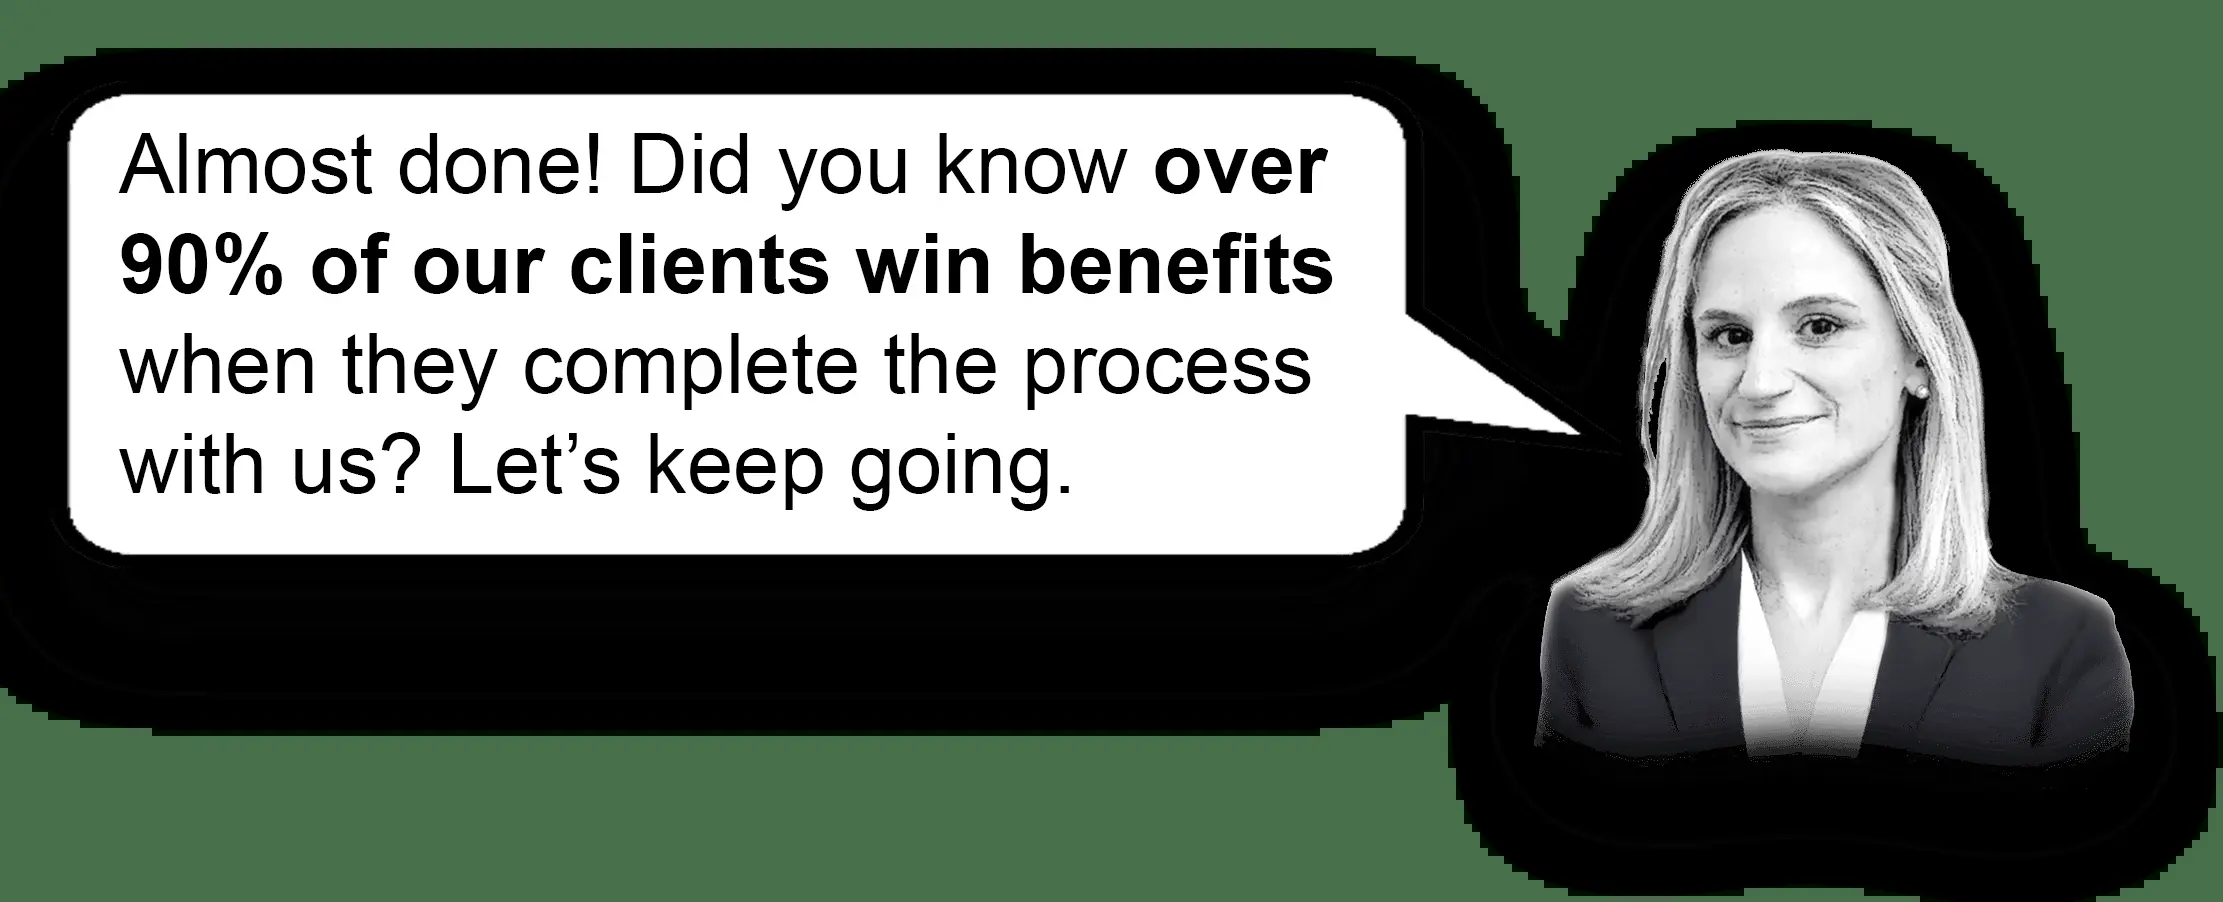 Almost done! Did you know over
90% of our clients win benefits
when they complete the process
with us? Let’s keep going.